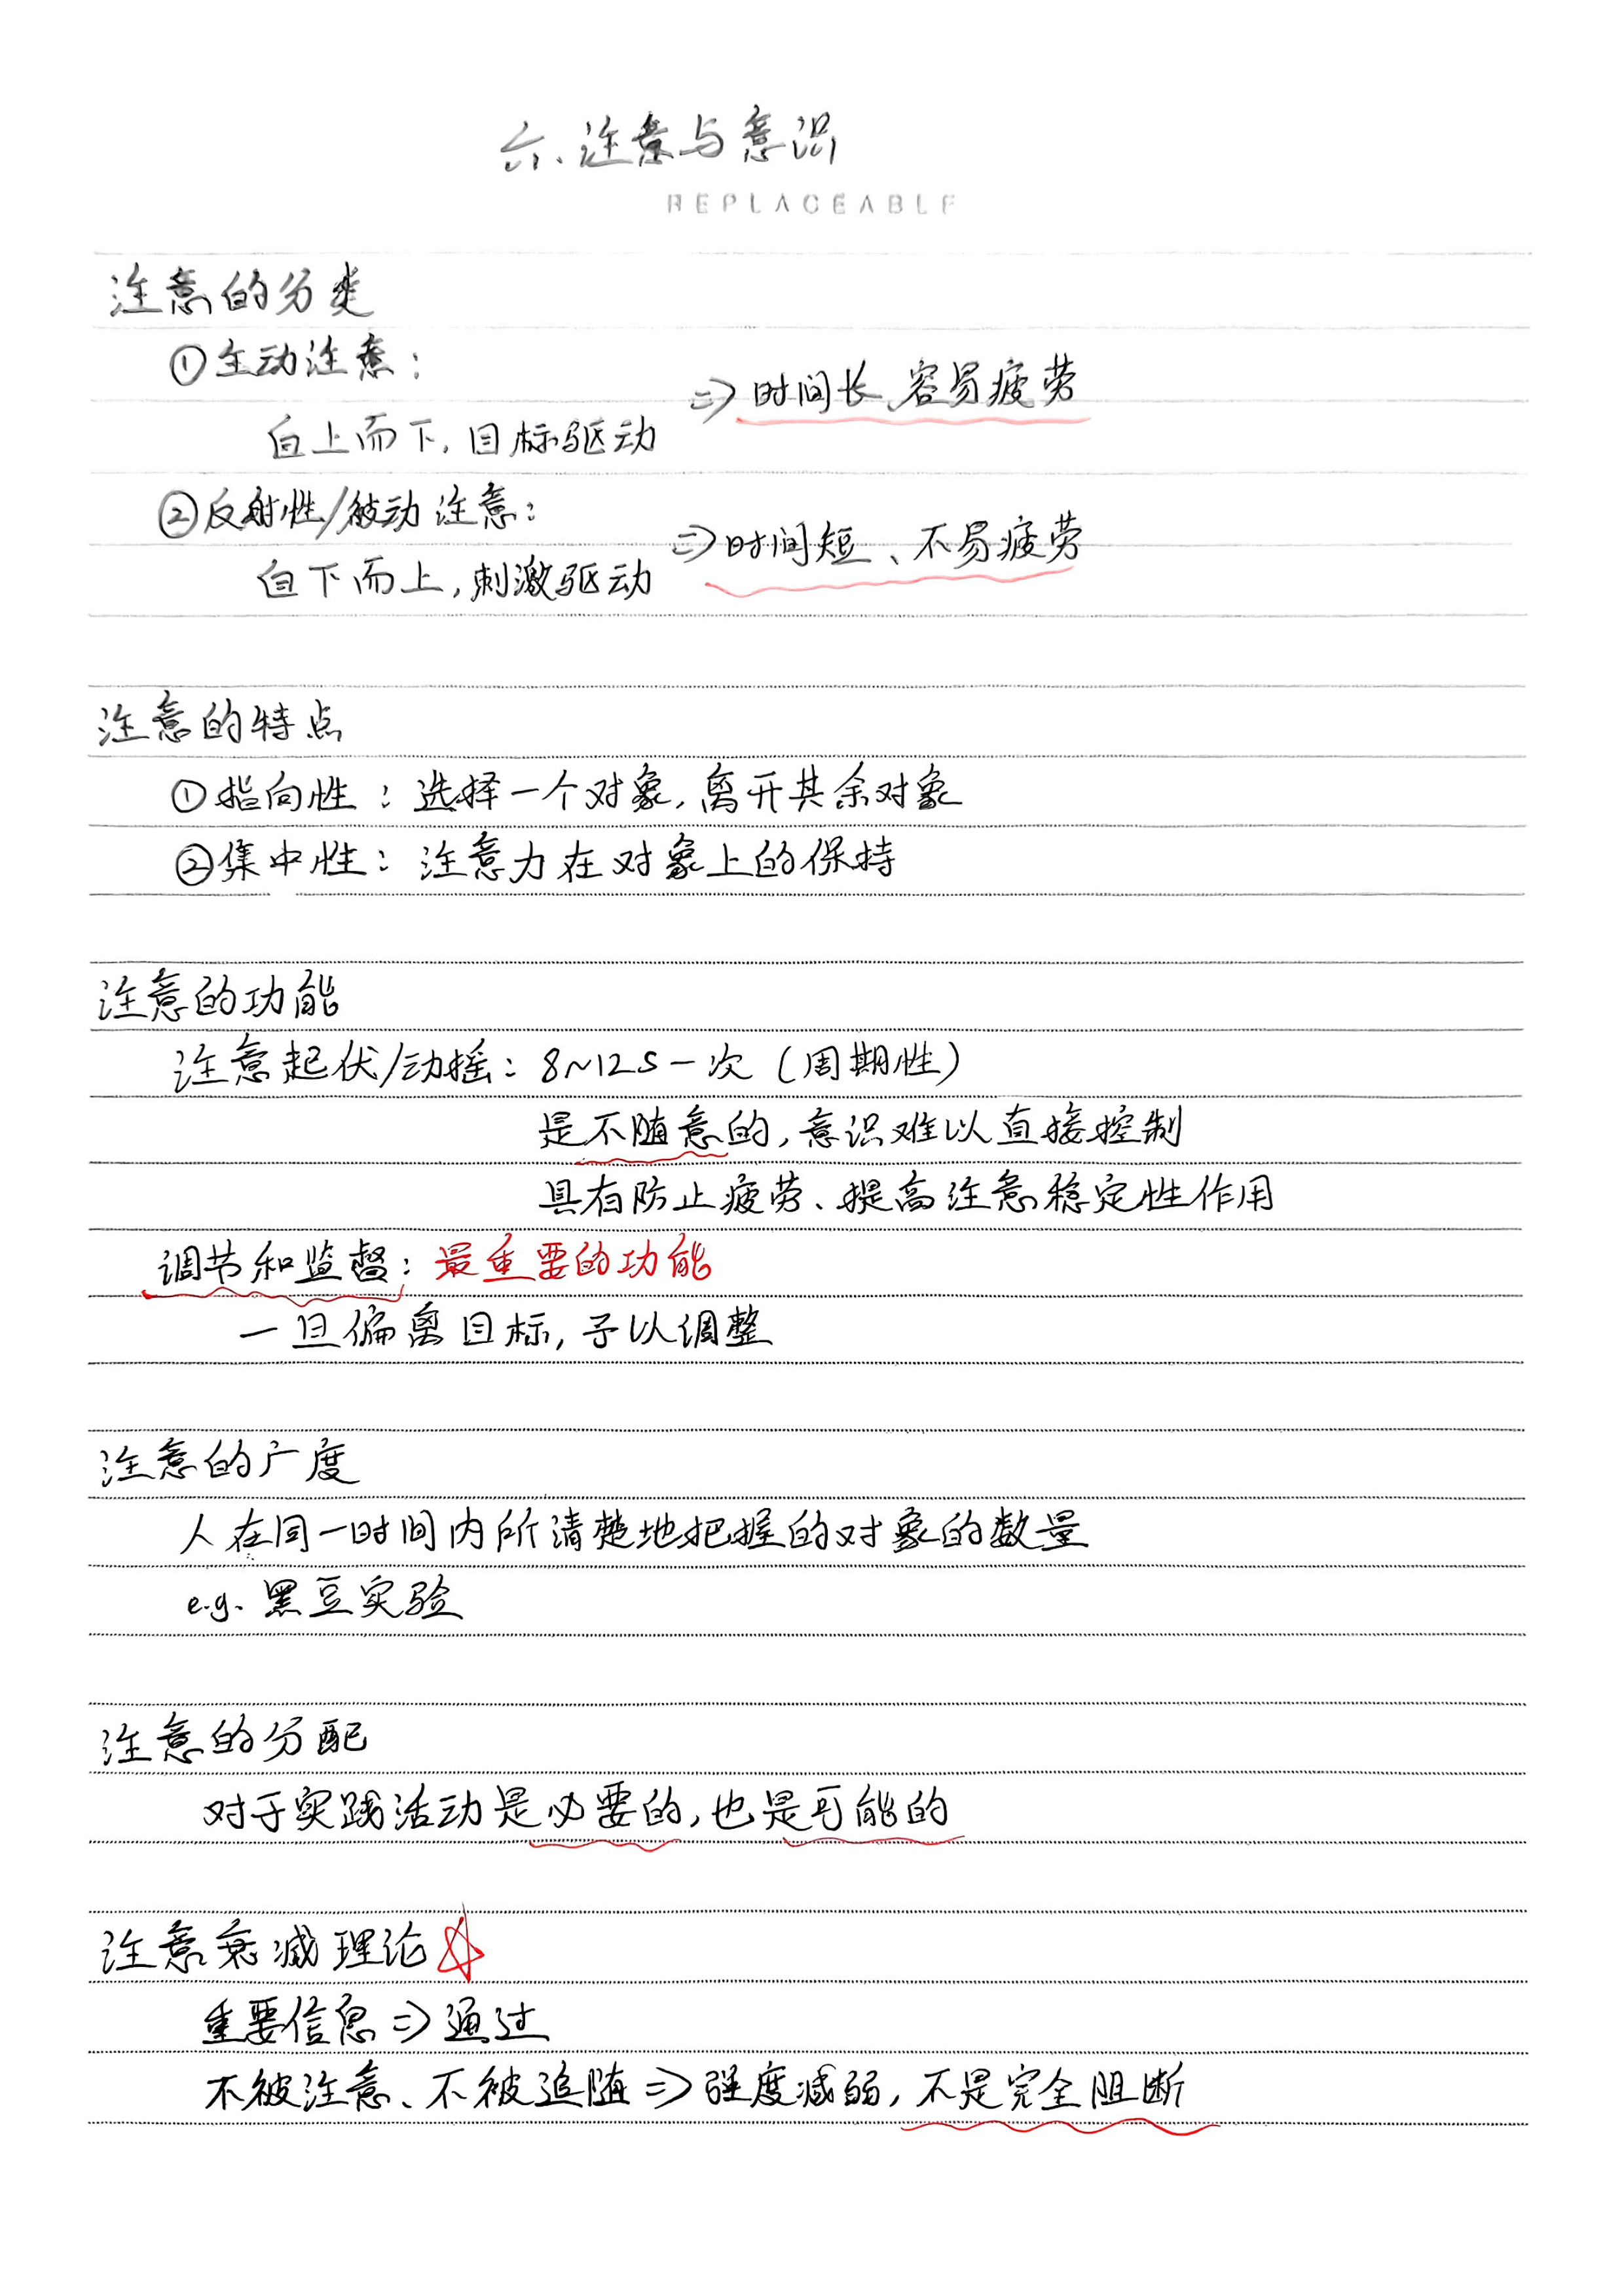 六、注意与意识
REPLACEABLE
注意的分类
①主动注意：
自上而下，目标驱动 ⇒ 时间长、容易疲劳
②反射性/被动注意：
自下而上，刺激驱动 ⇒ 时间短、不易疲劳
注意的特点
①指向性：选择一个对象，离开其余对象
②集中性：注意力在对象上的保持
注意的功能
注意起伏/动摇：8~12s一次（周期性）
是不随意的，意识难以直接控制
具有防止疲劳、提高注意稳定性作用
调节和监督：最重要的功能
一旦偏离目标，予以调整
注意的广度
人在同一时间内所清楚地把握的对象的数量
e.g. 黑豆实验
注意的分配
对于实践活动是必要的，也是可能的
注意衰减理论☆
重要信息⇒通过
不被注意、不被追随⇒强度减弱，不是完全阻断